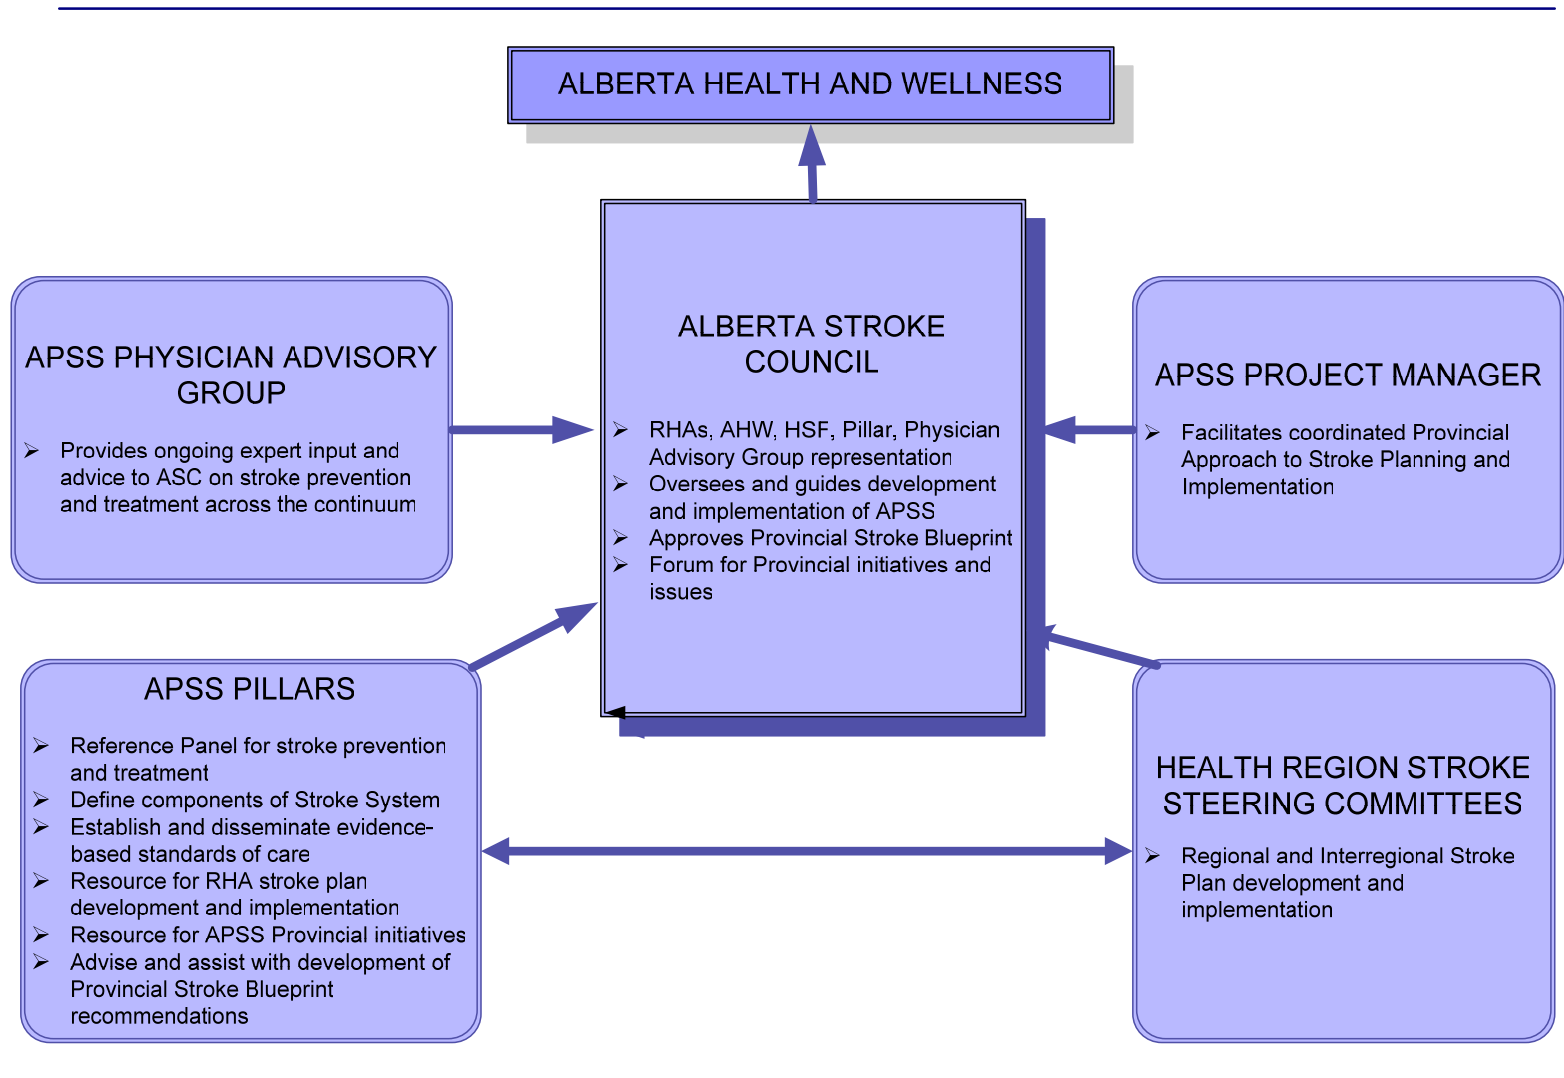 ALBERTA HEALTH AND WELLNESS
ALBERTA STROKE
COUNCIL
➢ RHAs, AHW, HSF, Pillar, Physician
Advisory Group representation
➢ Oversees and guides development
and implementation of APSS
➢ Approves Provincial Stroke Blueprint
➢ Forum for Provincial initiatives and
issues
APSS PHYSICIAN ADVISORY
GROUP
➢ Provides ongoing expert input and
advice to ASC on stroke prevention
and treatment across the continuum
APSS PROJECT MANAGER
➢ Facilitates coordinated Provincial
Approach to Stroke Planning and
Implementation
APSS PILLARS
➢ Reference Panel for stroke prevention
and treatment
➢ Define components of Stroke System
➢ Establish and disseminate evidence-
based standards of care
➢ Resource for RHA stroke plan
development and implementation
➢ Resource for APSS Provincial initiatives
➢ Advise and assist with development of
Provincial Stroke Blueprint
recommendations
HEALTH REGION STROKE
STEERING COMMITTEES
➢ Regional and Interregional Stroke
Plan development and
implementation